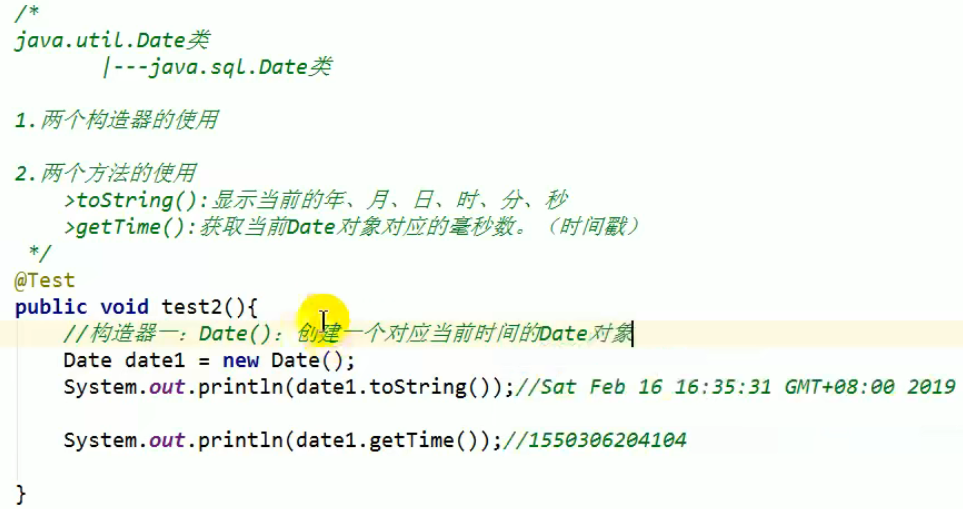 /*
java.util.Date类
|---java.sql.Date类
1.两个构造器的使用
2.两个方法的使用
>toString():显示当前的年、月、日、时、分、秒
>getTime():获取当前Date对象对应的毫秒数。（时间戳）
*/
@Test
public void test2(){
//构造器一：Date()：创建一个对应当前时间的Date对象
Date date1 = new Date();
System.out.println(date1.toString());//Sat Feb 16 16:35:31 GMT+08:00 2019
System.out.println(date1.getTime());//1550306204104
}